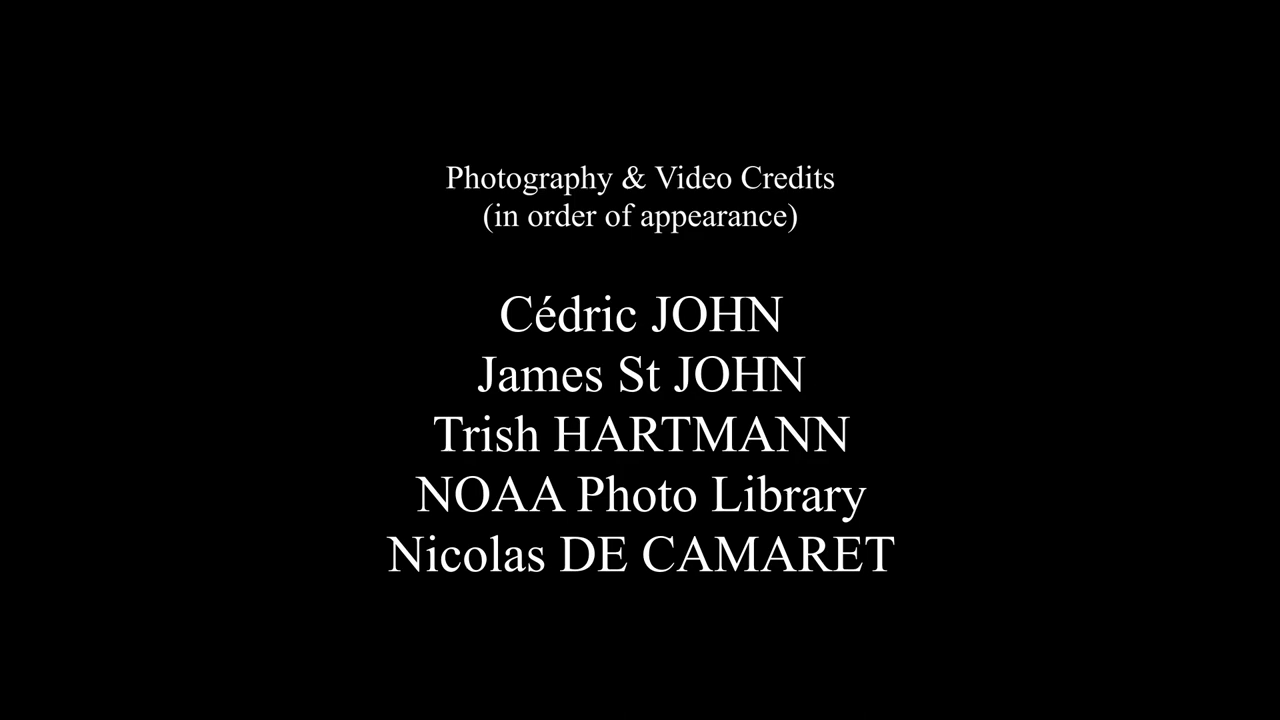 Photography & Video Credits
(in order of appearance)
Cédric JOHN
James St JOHN
Trish HARTMANN
NOAA Photo Library
Nicolas DE CAMARET